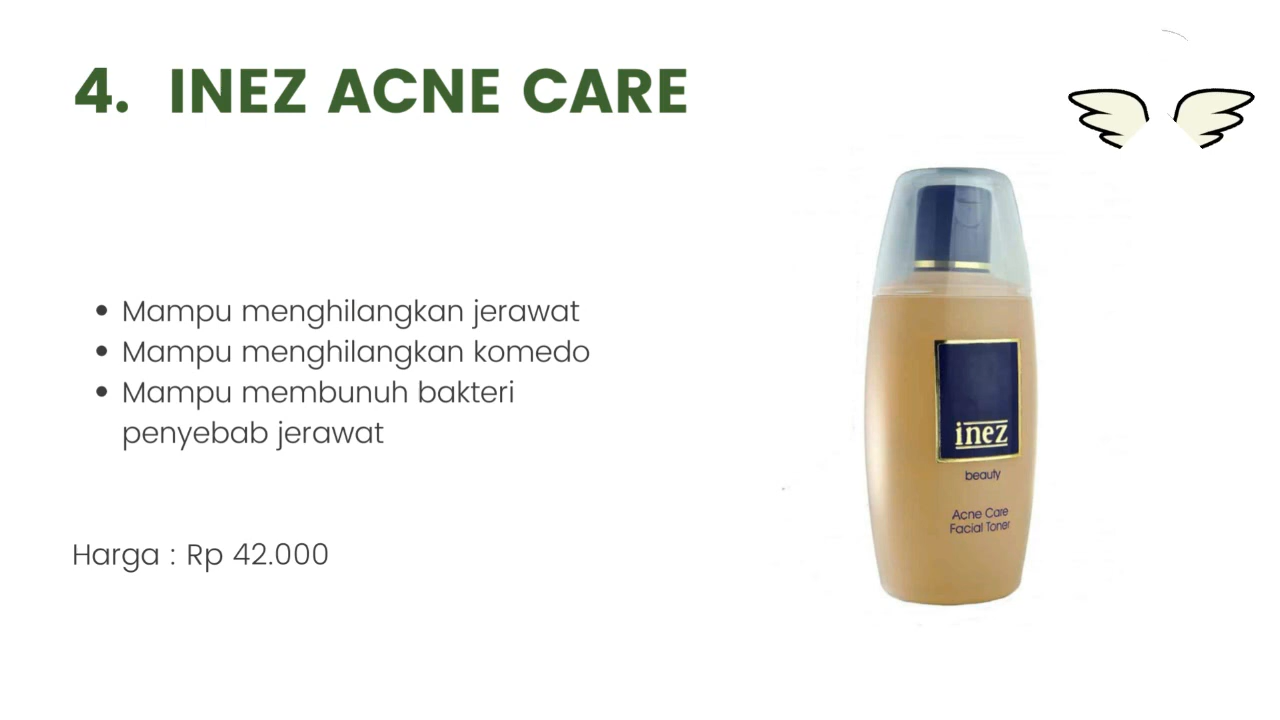 4. INEZ ACNE CARE
• Mampu menghilangkan jerawat
• Mampu menghilangkan komedo
• Mampu membunuh bakteri
penyebab jerawat
Harga : Rp 42.000
inez
beauty
Acne Care
Facial Toner